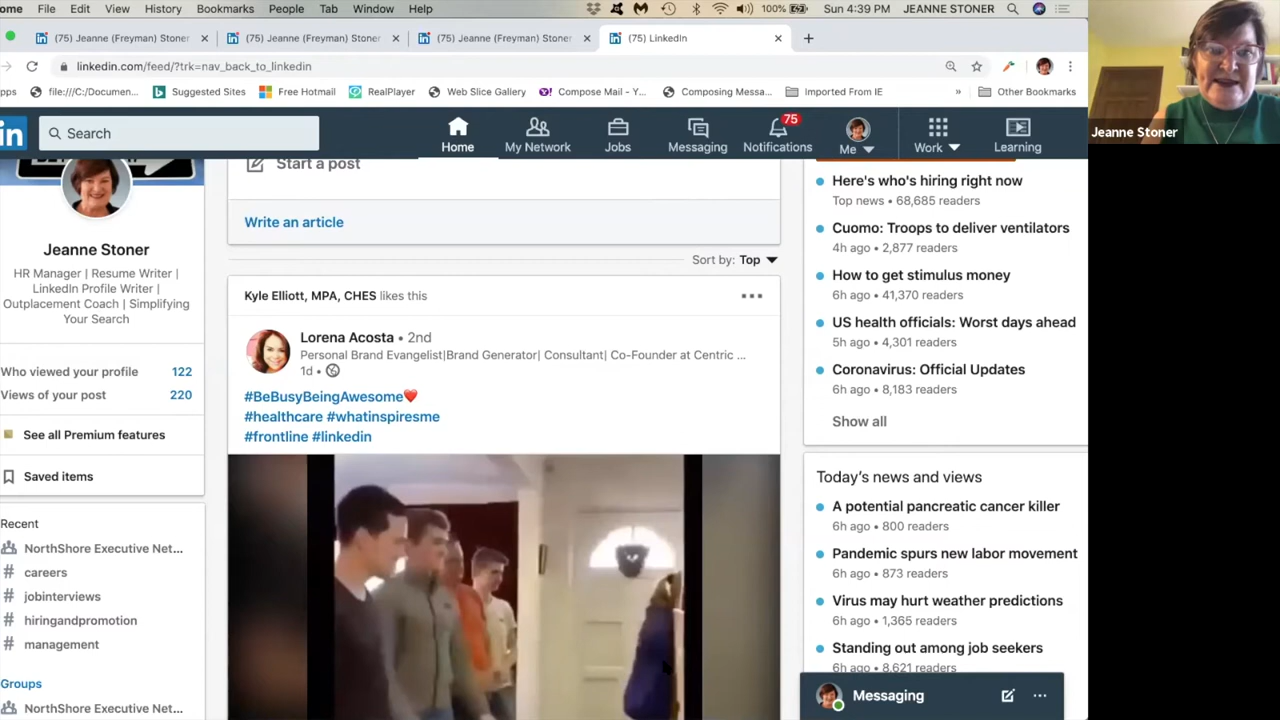 ome File Edit View History Bookmarks People Tab Window Help 100% Sun 4:39 PM JEANNE STONER
(75) Jeanne (Freyman) Stoner × (75) Jeanne (Freyman) Stoner × (75) Jeanne (Freyman) Stoner × (75) LinkedIn × +
linkedin.com/feed/?trk=nav_back_to_linkedin
pps file:///C:/Documen... Suggested Sites Free Hotmail RealPlayer Web Slice Gallery Compose Mail - Y... Composing Messa... Imported From IE » Other Bookmarks
in Search Home My Network Jobs Messaging 75 Notifications Me Work Learning
Jeanne Stoner
Start a post
Write an article
Sort by: Top
Jeanne Stoner
HR Manager | Resume Writer |
LinkedIn Profile Writer |
Outplacement Coach | Simplifying
Your Search
Who viewed your profile 122
Views of your post 220
See all Premium features
Saved items
Recent
NorthShore Executive Net...
# careers
# jobinterviews
# hiringandpromotion
# management
Groups
NorthShore Executive Net...
Kyle Elliott, MPA, CHES likes this
Lorena Acosta • 2nd
Personal Brand Evangelist|Brand Generator| Consultant| Co-Founder at Centric ...
1d •
#BeBusyBeingAwesome❤️
#healthcare #whatinspiresme
#frontline #linkedin
Here's who's hiring right now
Top news • 68,685 readers
Cuomo: Troops to deliver ventilators
4h ago • 2,877 readers
How to get stimulus money
6h ago • 41,370 readers
US health officials: Worst days ahead
5h ago • 4,301 readers
Coronavirus: Official Updates
6h ago • 8,183 readers
Show all
Today's news and views
A potential pancreatic cancer killer
6h ago • 800 readers
Pandemic spurs new labor movement
6h ago • 873 readers
Virus may hurt weather predictions
6h ago • 1,365 readers
Standing out among job seekers
6h ago • 8,621 readers
Messaging